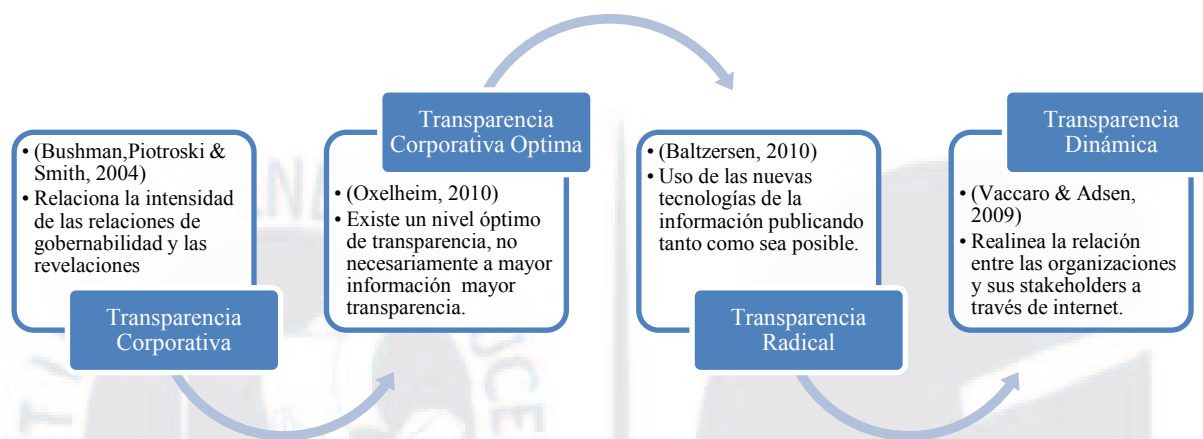 • (Bushman,Piotroski &
Smith, 2004)
• Relaciona la intensidad
de las relaciones de
gobernabilidad y las
revelaciones
Transparencia
Corporativa
Transparencia
Corporativa Optima
• (Oxelheim, 2010)
• Existe un nivel óptimo
de transparencia, no
necesariamente a mayor
información mayor
transparencia.
• (Baltzersen, 2010)
• Uso de las nuevas
tecnologías de la
información publicando
tanto como sea posible.
Transparencia
Radical
Transparencia
Dinámica
• (Vaccaro & Adsen,
2009)
• Realinea la relación
entre las organizaciones
y sus stakeholders a
través de internet.